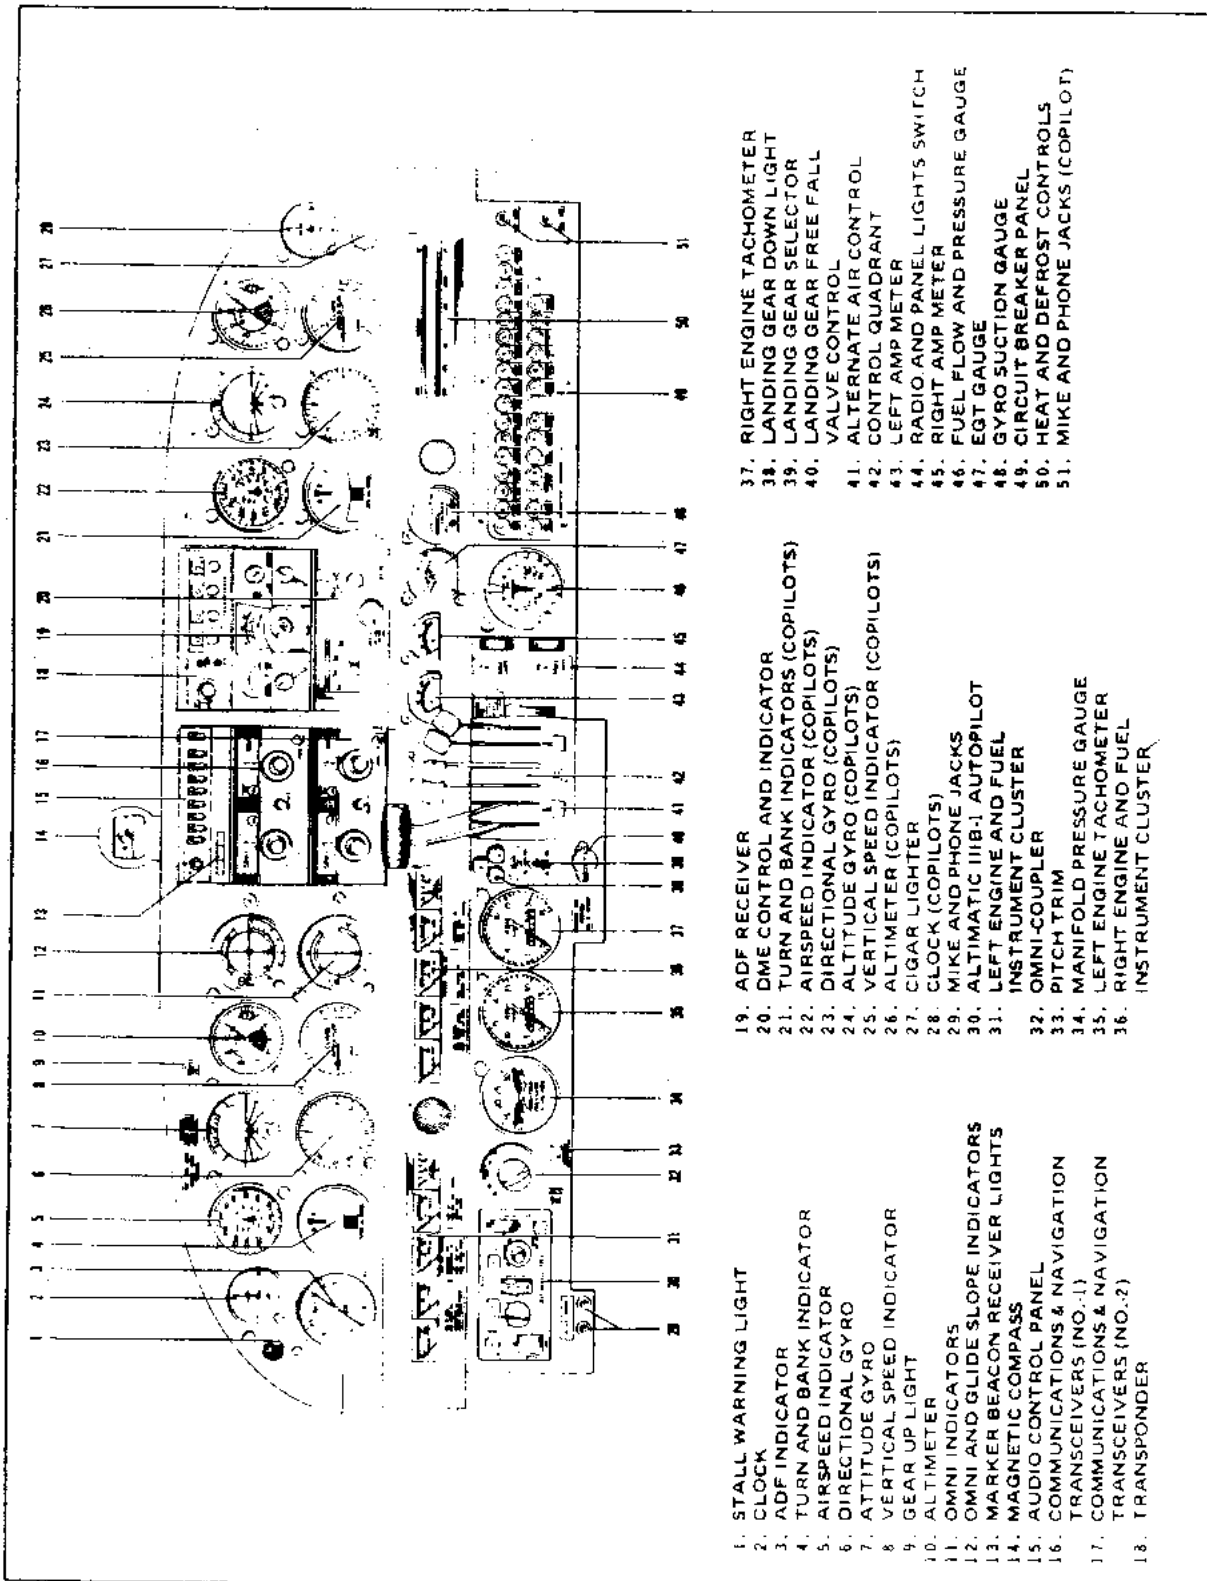 1. STALL WARNING LIGHT
2. CLOCK
3. ADF INDICATOR
4. TURN AND BANK INDICATOR
5. AIRSPEED INDICATOR
6. DIRECTIONAL GYRO
7. ATTITUDE GYRO
8 VERTICAL SPEED INDICATOR
9. GEAR UP LIGHT
10. ALTIMETER
11. OMNI INDICATORS
12. OMNI AND GLIDE SLOPE INDICATORS
13. MARKER BEACON RECEIVER LIGHTS
14. MAGNETIC COMPASS
15. AUDIO CONTROL PANEL
16. COMMUNICATIONS & NAVIGATION
TRANSCEIVERS (NO. 1)
17. COMMUNICATIONS & NAVIGATION
TRANSCEIVERS (NO. 2)
18. TRANSPONDER
19. ADF RECEIVER
20. DME CONTROL AND INDICATOR
21. TURN AND BANK INDICATORS (COPILOTS)
22. AIRSPEED INDICATOR (COPILOTS)
23. DIRECTIONAL GYRO (COPILOTS)
24. ALTITUDE GYRO (COPILOTS)
25. VERTICAL SPEED INDICATOR (COPILOTS)
26. ALTIMETER (COPILOTS)
27. CIGAR LIGHTER
28. CLOCK (COPILOTS)
29. MIKE AND PHONE JACKS
30. ALTIMATIC IIIB-1 AUTOPILOT
31. LEFT ENGINE AND FUEL
INSTRUMENT CLUSTER
32. OMNI-COUPLER
33. PITCH TRIM
34. MANIFOLD PRESSURE GAUGE
35. LEFT ENGINE TACHOMETER
36. RIGHT ENGINE AND FUEL
INSTRUMENT CLUSTER
37. RIGHT ENGINE TACHOMETER
38. LANDING GEAR DOWN LIGHT
39. LANDING GEAR SELECTOR
40. LANDING GEAR FREE FALL
VALVE CONTROL
41. ALTERNATE AIR CONTROL
42. CONTROL QUADRANT
43. LEFT AMP METER
44. RADIO AND PANEL LIGHTS SWITCH
45. RIGHT AMP METER
46. FUEL FLOW AND PRESSURE GAUGE
47. EGT GAUGE
48. GYRO SUCTION GAUGE
49. CIRCUIT BREAKER PANEL
50. HEAT AND DEFROST CONTROLS
51. MIKE AND PHONE JACKS (COPILOT)